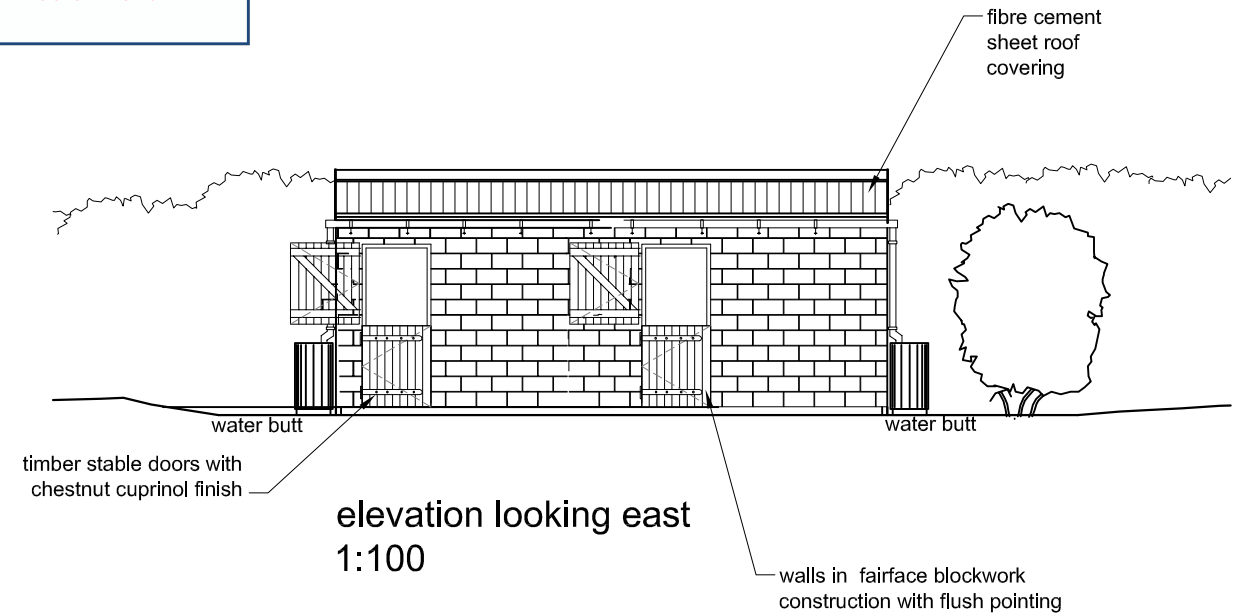 fibre cement
sheet roof
covering
water butt
water butt
timber stable doors with
chestnut cuprinol finish
elevation looking east
1:100
walls in fairface blockwork
construction with flush pointing